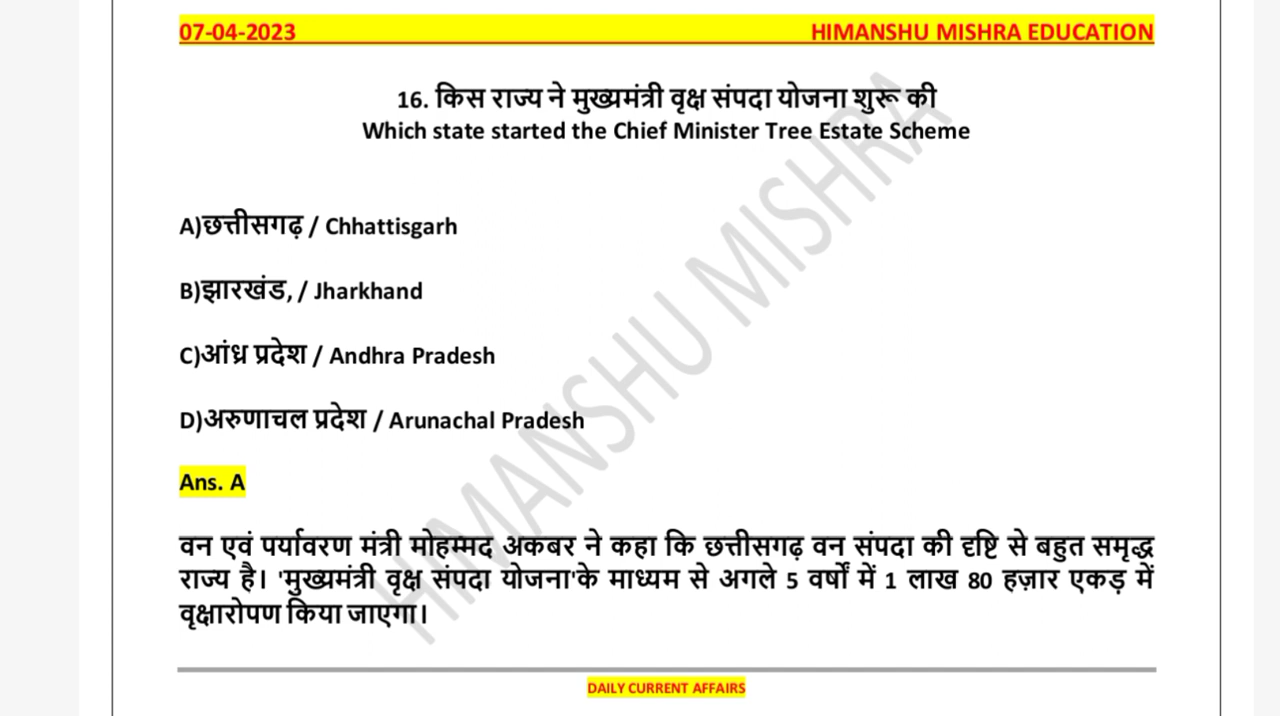 07-04-2023 HIMANSHU MISHRA EDUCATION
16. किस राज्य ने मुख्यमंत्री वृक्ष संपदा योजना शुरू की
Which state started the Chief Minister Tree Estate Scheme
A)छत्तीसगढ़ / Chhattisgarh
B)झारखंड, / Jharkhand
C)आंध्र प्रदेश / Andhra Pradesh
D)अरुणाचल प्रदेश / Arunachal Pradesh
Ans. A
वन एवं पर्यावरण मंत्री मोहम्मद अकबर ने कहा कि छत्तीसगढ़ वन संपदा की दृष्टि से बहुत समृद्ध
राज्य है। 'मुख्यमंत्री वृक्ष संपदा योजना'के माध्यम से अगले 5 वर्षों में 1 लाख 80 हज़ार एकड़ में
वृक्षारोपण किया जाएगा।
HIMANSHU MISHRA
DAILY CURRENT AFFAIRS